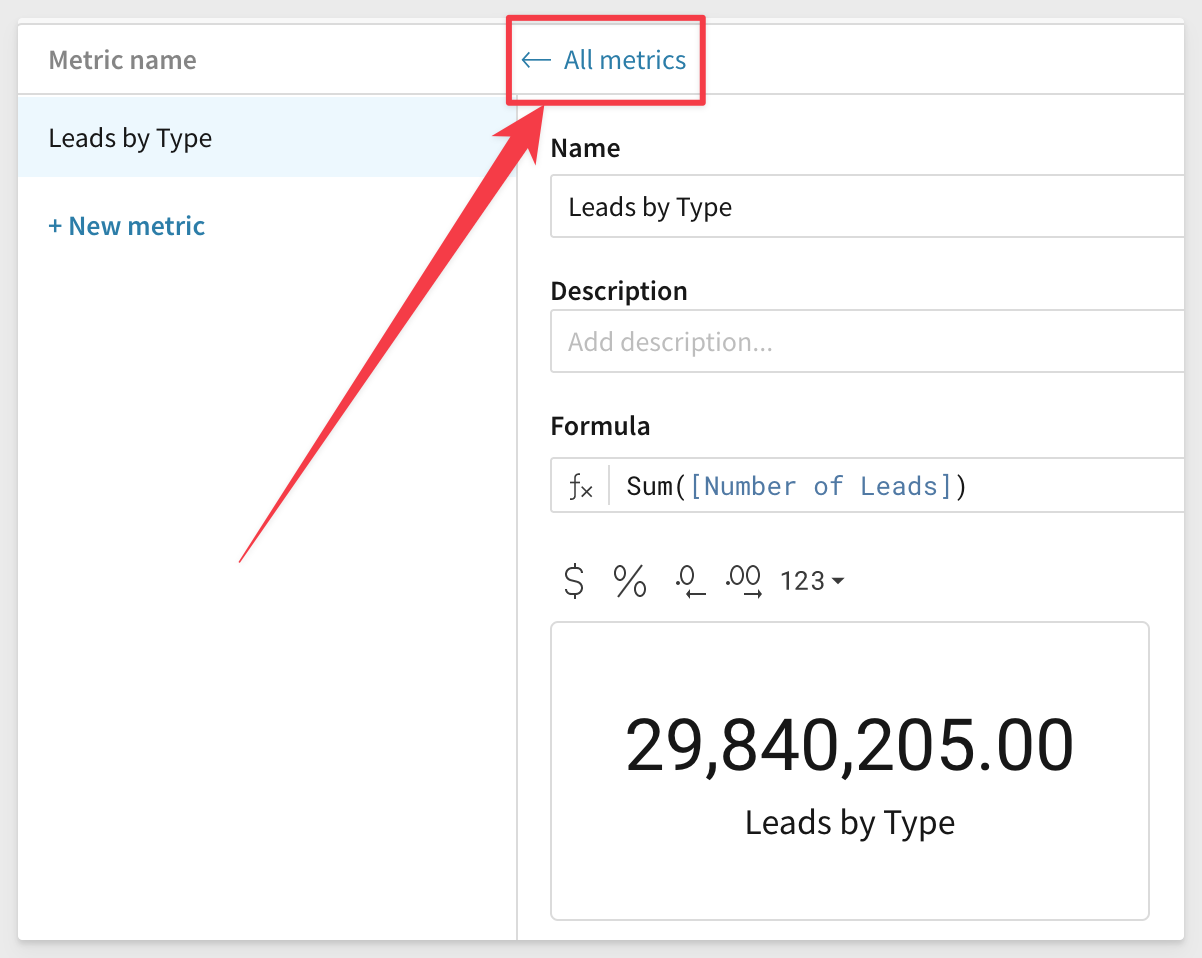 Metric name
← All metrics
Leads by Type
+ New metric
Name
Leads by Type
Description
Add description...
Formula
fx Sum([Number of Leads])
$ % .0 .00 123
29,840,205.00
Leads by Type